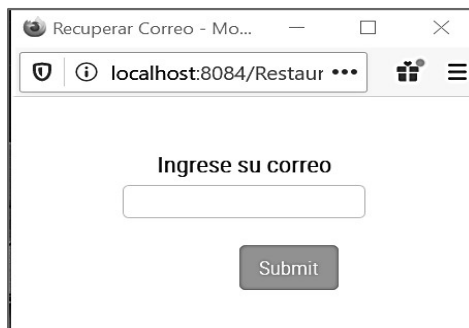 Recuperar Correo - Mo...
localhost:8084/Restaur
Ingrese su correo
Submit